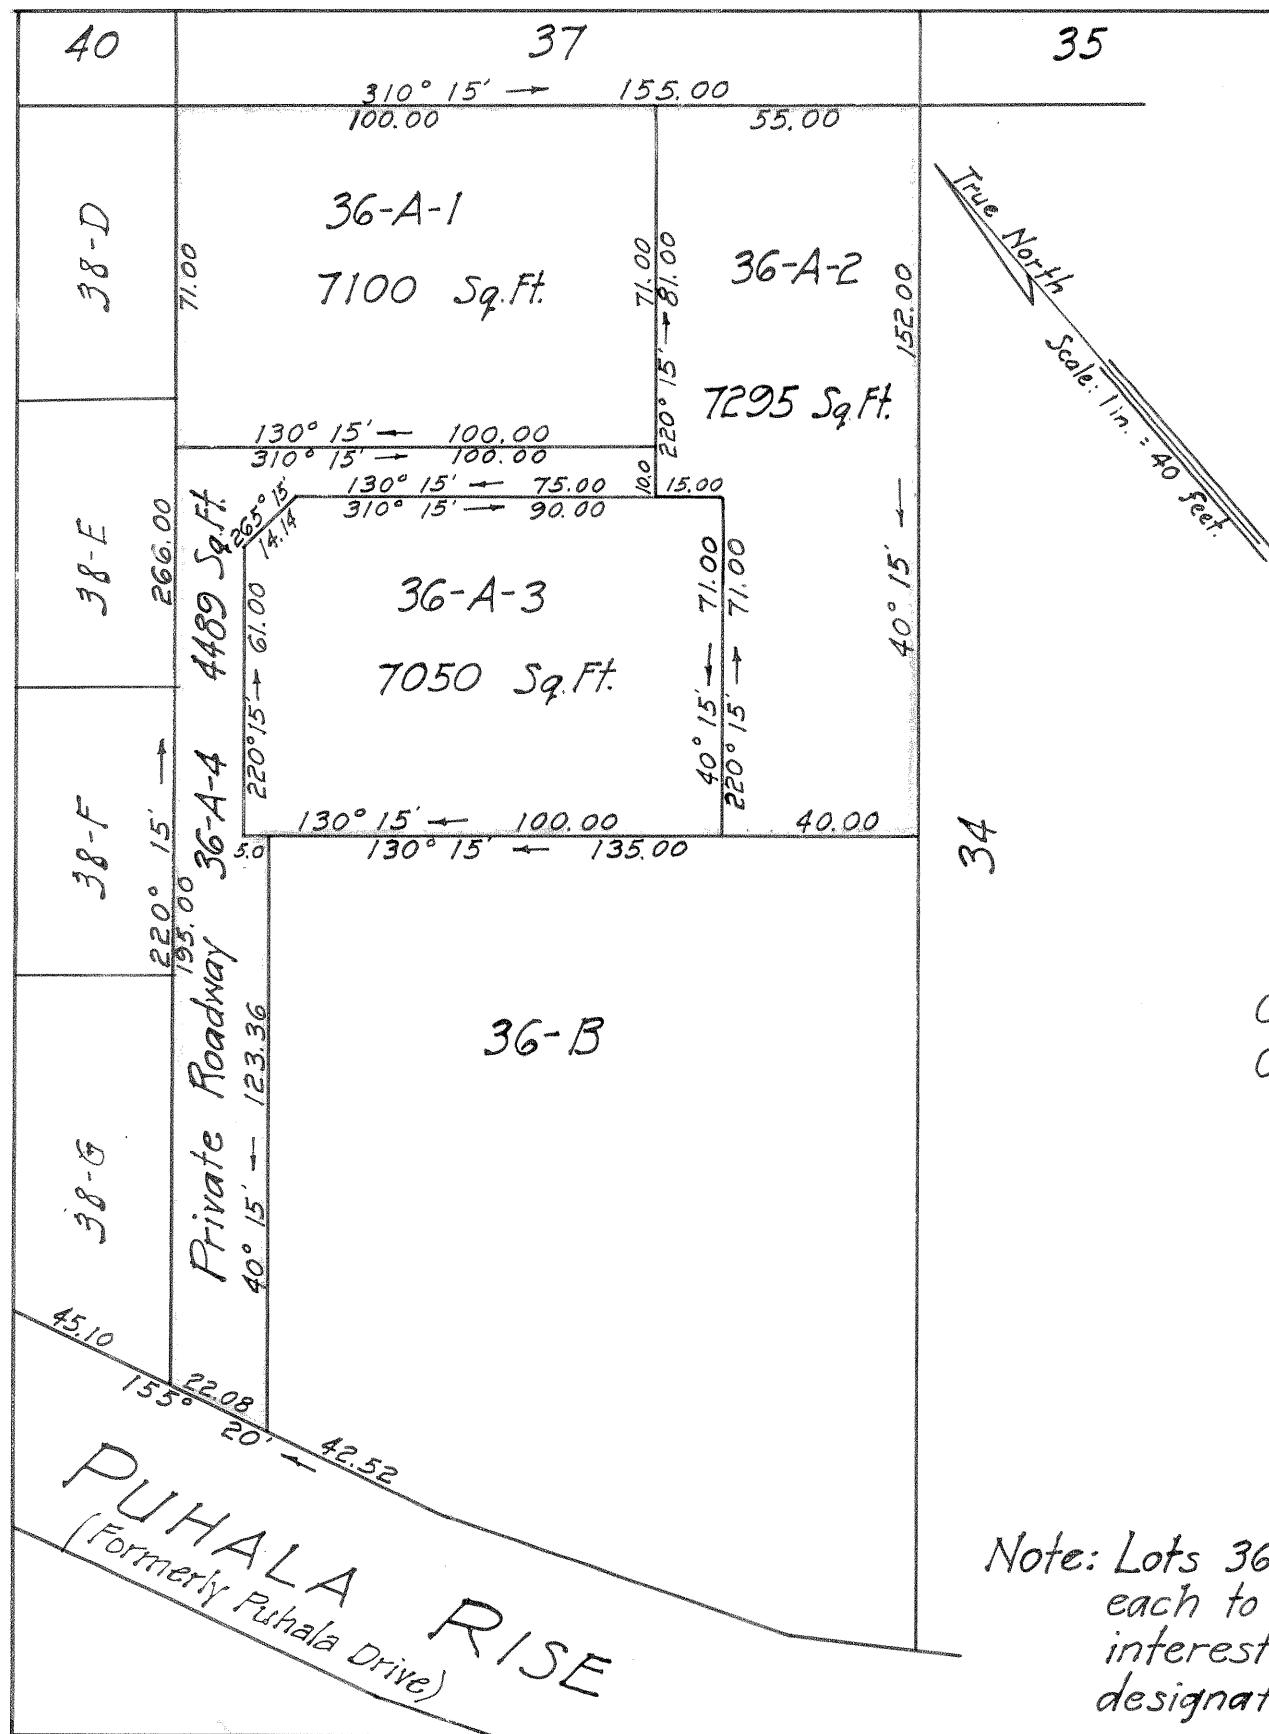 40
37
35
310° 15' → 155.00
100.00
55.00
38-D
71.00
36-A-1
7100 Sq.Ft.
71.00
220° 15' → 81.00
36-A-2
7295 Sq.Ft.
152.00
40° 15' ←
True North
Scale: 1 in. = 40 feet.
130° 15' ← 100.00
310° 15' → 100.00
10.0
15.00
130° 15' ← 75.00
310° 15' → 90.00
265° 15'
14.14
38-E
266.00
220° 15' →
195.00
36-A-4 4489 Sq.Ft.
Private Roadway
220° 15' → 61.00
36-A-3
7050 Sq.Ft.
40° 15' ← 71.00
220° 15' → 71.00
130° 15' ← 100.00
40.00
5.0
130° 15' ← 135.00
38-F
34
40° 15' ← 123.36
36-B
38-G
45.10
155° 20' ←
22.08
42.52
PUHALA RISE
(Formerly Puhala Drive)
Note: Lots 36
each to
interest
designat